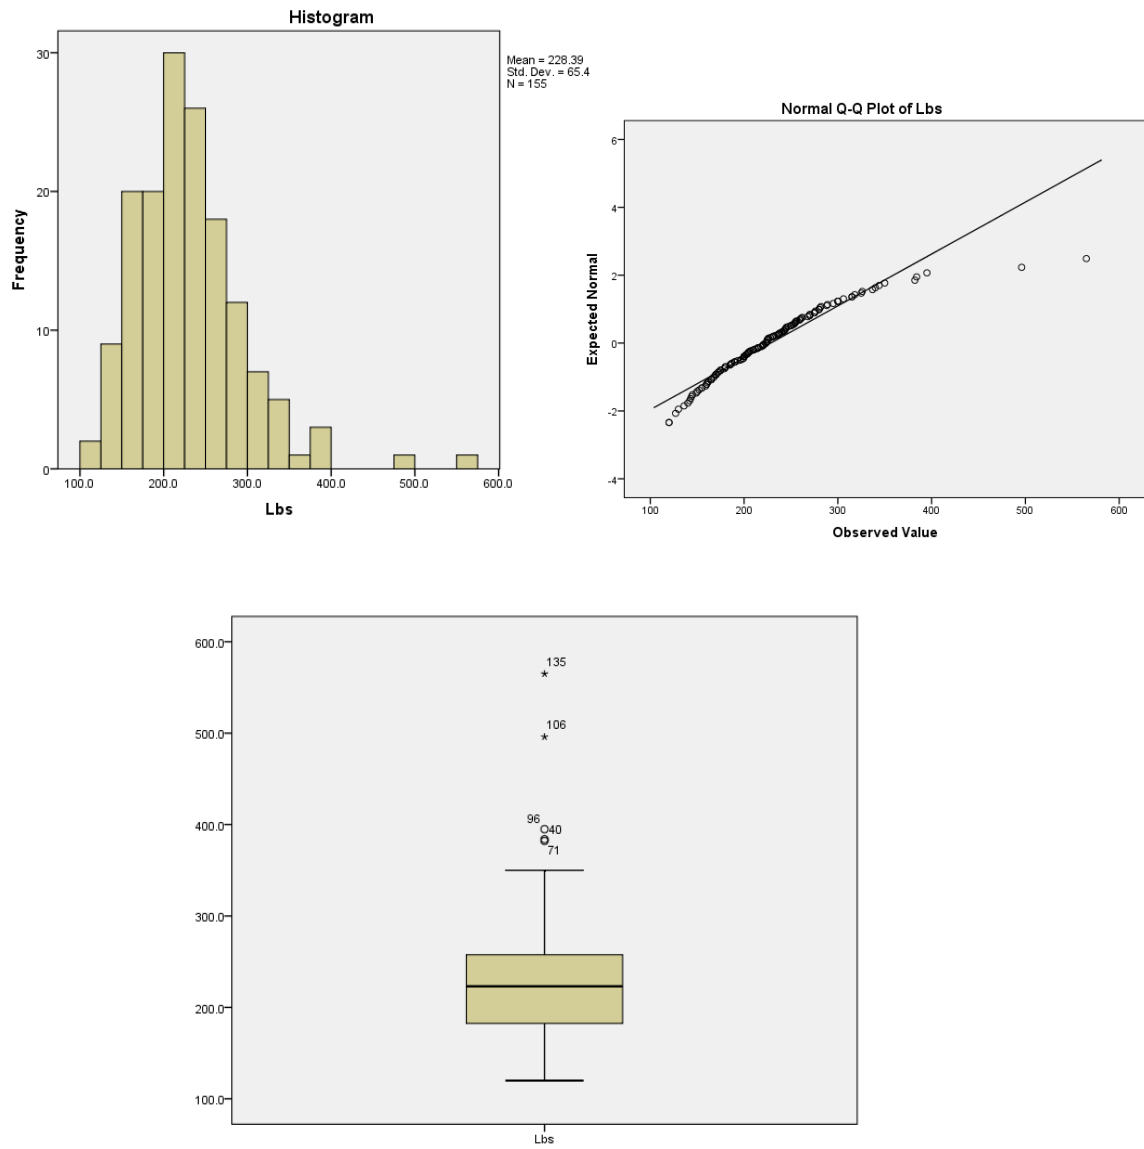 Histogram
Mean = 228.39
Std. Dev. = 65.4
N = 155
30
20
10
0
Frequency
100.0 200.0 300.0 400.0 500.0 600.0
Lbs
Normal Q-Q Plot of Lbs
6
4
2
0
-2
-4
Expected Normal
100 200 300 400 500 600
Observed Value
600.0
500.0
400.0
300.0
200.0
100.0
135
106
96
40
71
Lbs